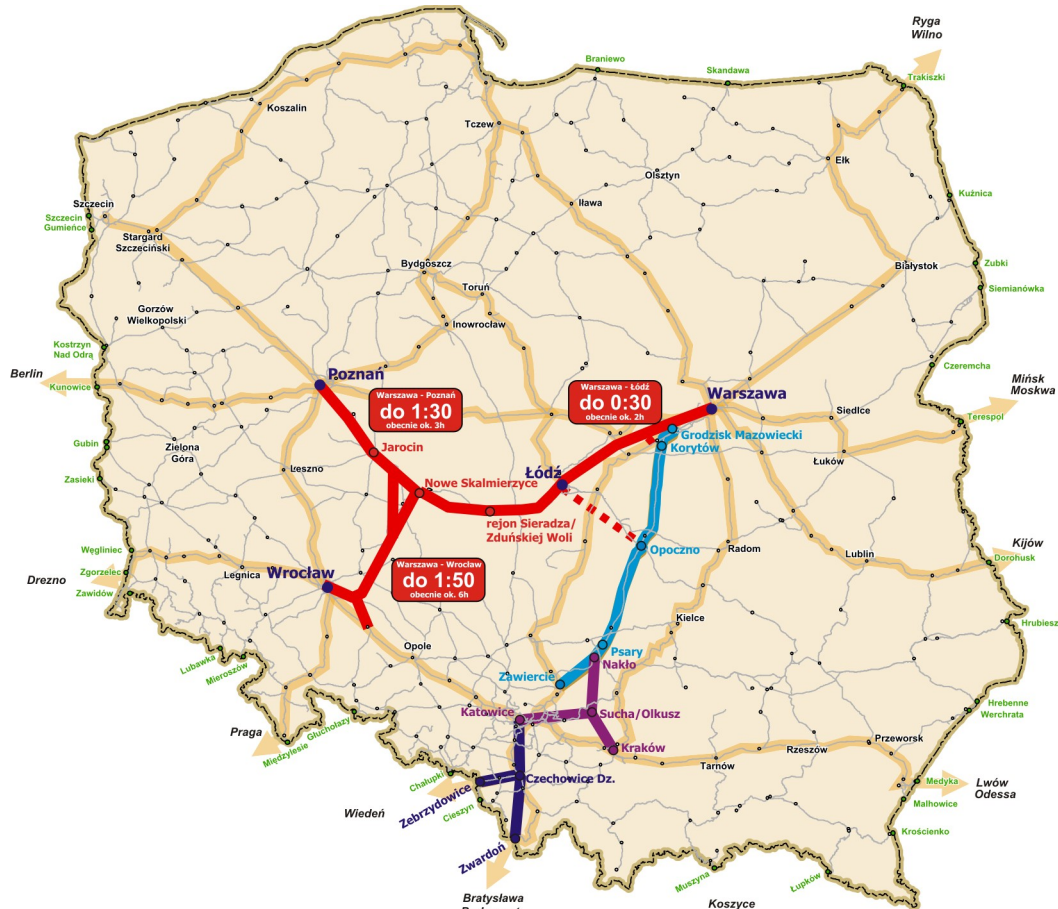 Ryga
Wilno
Braniewo
Skandawa
Trakiszki
Koszalin
Tczew
Ełk
Olsztyn
Kuźnica
Szczecin
Iława
Szczecin
Gumieńce
Stargard
Szczeciński
Bydgoszcz
Białystok
Zubki
Toruń
Siemianówka
Gorzów
Wielkopolski
Inowrocław
Kostrzyn
Nad Odrą
Czeremcha
Berlin
Kunowice
Poznań
Warszawa - Poznań
do 1:30
obecnie ok. 3h
Warszawa - Łódź
do 0:30
obecnie ok. 2h
Warszawa
Mińsk
Moskwa
Siedlce
Terespol
Grodzisk Mazowiecki
Korytów
Gubin
Zielona
Góra
Jarocin
Łuków
Leszno
Zasieki
Nowe Skalmierzyce
Łódź
rejon Sieradza/
Zduńskiej Woli
Opoczno
Radom
Lublin
Kijów
Dorohusk
Węgliniec
Zgorzelec
Drezno
Zawidów
Legnica
Wrocław
Warszawa - Wrocław
do 1:50
obecnie ok. 6h
Kielce
Hrubiesz
Opole
Psary
Nakło
Lubawka
Mieroszów
Zawiercie
Hrebenne
Werchrata
Katowice
Sucha/Olkusz
Praga
Głuchołazy
Międzylesie
Kraków
Przeworsk
Rzeszów
Tarnów
Chałupki
Czechowice Dz.
Medyka
Lwów
Odessa
Malhowice
Zebrzydowice
Cieszyn
Wiedeń
Krościenko
Zwardoń
Muszyna
Łupków
Bratysława
Koszyce